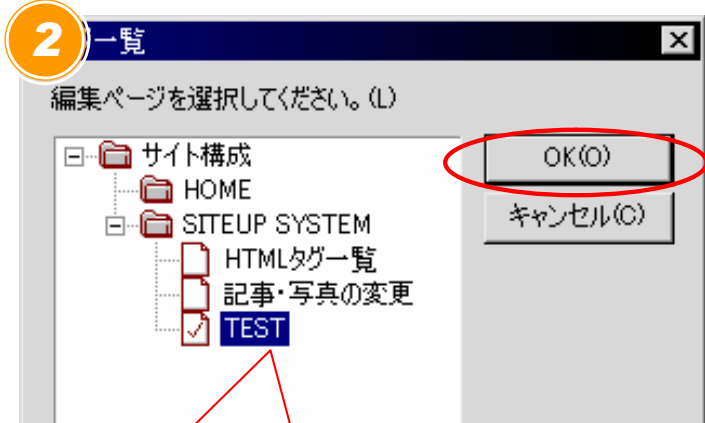 2
一覧
編集ページを選択してください。(L)
サイト構成
OK(O)
HOME
キャンセル(C)
SITEUP SYSTEM
HTMLタグ一覧
記事・写真の変更
TEST